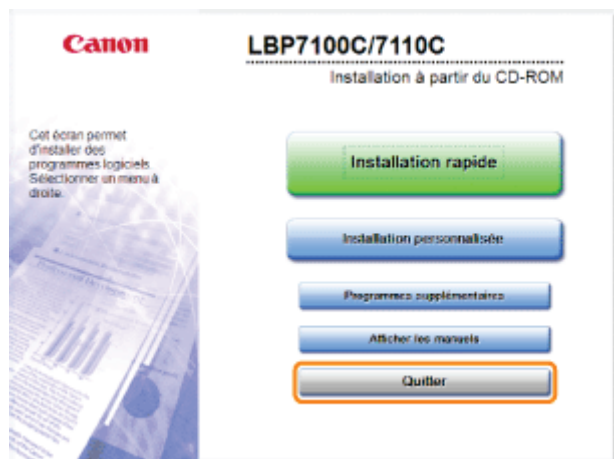 Canon
LBP7100C/7110C
Installation à partir du CD-ROM
Cet écran permet
d'installer des
programmes logiciels.
Sélectionner un menu à
droite.
Installation rapide
Installation personnalisée
Programmes supplémentaires
Afficher les manuels
Quitter